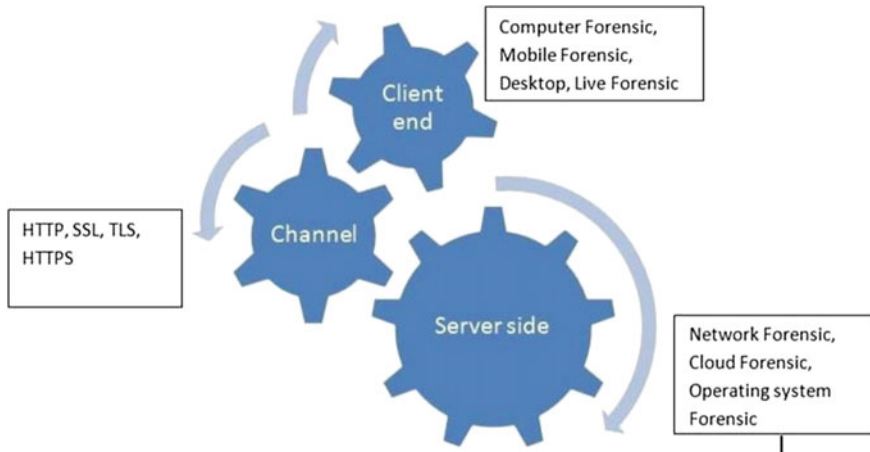 Computer Forensic,
Mobile Forensic,
Desktop, Live Forensic
Client
end
HTTP, SSL, TLS,
HTTPS
Channel
Server side
Network Forensic,
Cloud Forensic,
Operating system
Forensic